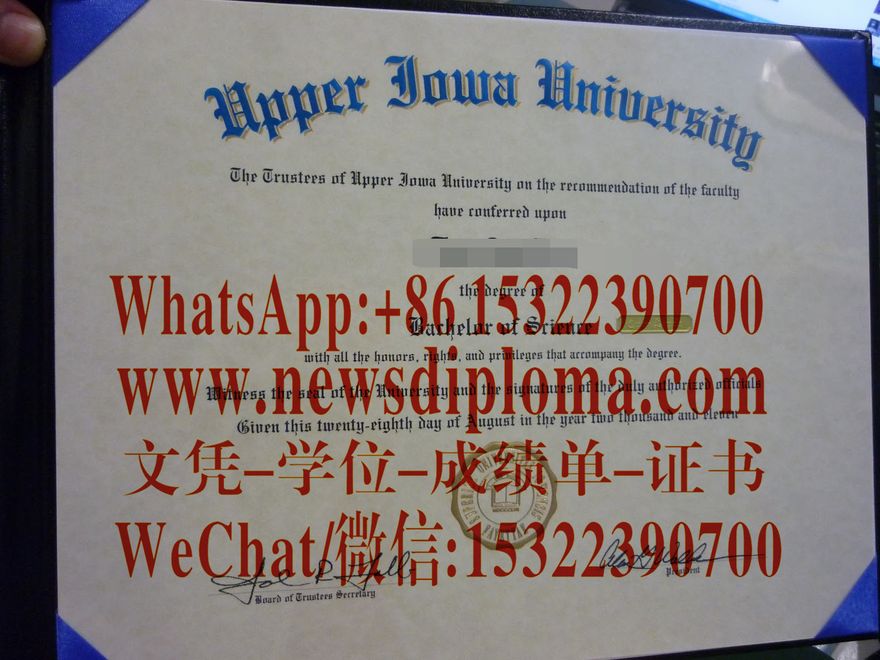 Upper Iowa University
The Trustees of Upper Iowa University on the recommendation of the faculty
have conferred upon
the degree of
WhatsApp:+86 15322390700
Bachelor of Science
with all the honors, rights, and privileges that accompany the degree.
www.newsdiploma.com
Witness the seal of the University and the signatures of the duly authorized officials
Given this twenty-eighth day of August in the year two thousand and eleven
文凭-学位-成绩单-证书
WeChat/微信:15322390700
Board of Trustees Secretary
President